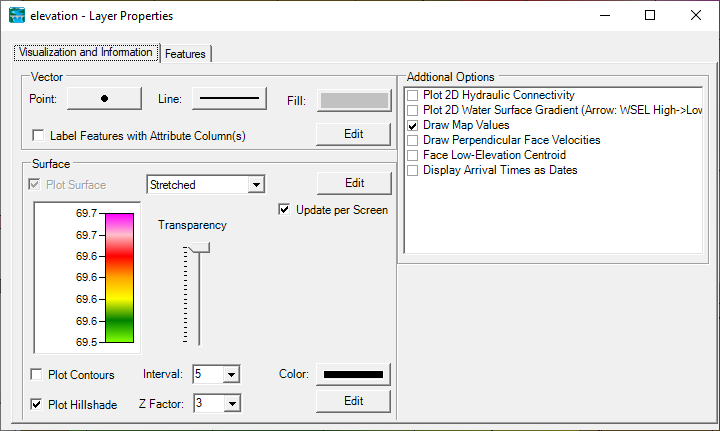 elevation - Layer Properties
Visualization and Information
Features
Vector
Point:
Line:
Fill:
Label Features with Attribute Column(s)
Edit
Surface
Plot Surface
Stretched
Edit
Update per Screen
69.7
69.7
69.6
69.6
69.6
69.6
69.5
Transparency
Plot Contours
Interval:
5
Color:
Plot Hillshade
Z Factor:
3
Edit
Addtional Options
Plot 2D Hydraulic Connectivity
Plot 2D Water Surface Gradient (Arrow: WSEL High->Low
Draw Map Values
Draw Perpendicular Face Velocities
Face Low-Elevation Centroid
Display Arrival Times as Dates